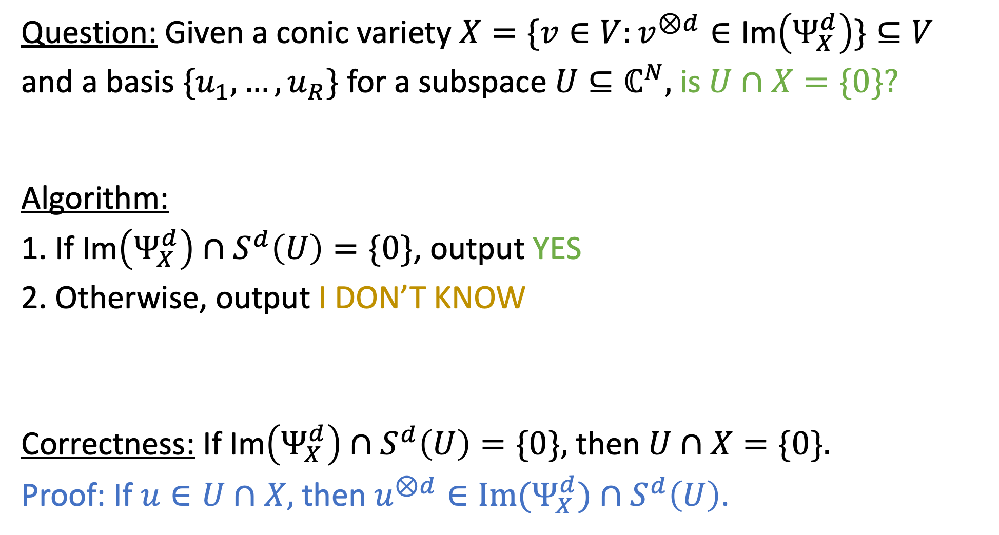 Question: Given a conic variety X = {v ∈ V: v^{⊗d} ∈ Im(Ψ_X^d)} ⊆ V
and a basis {u_1, …, u_R} for a subspace U ⊆ ℂ^N, is U ∩ X = {0}?
Algorithm:
1. If Im(Ψ_X^d) ∩ S^d(U) = {0}, output YES
2. Otherwise, output I DON’T KNOW
Correctness: If Im(Ψ_X^d) ∩ S^d(U) = {0}, then U ∩ X = {0}.
Proof: If u ∈ U ∩ X, then u^{⊗d} ∈ Im(Ψ_X^d) ∩ S^d(U).